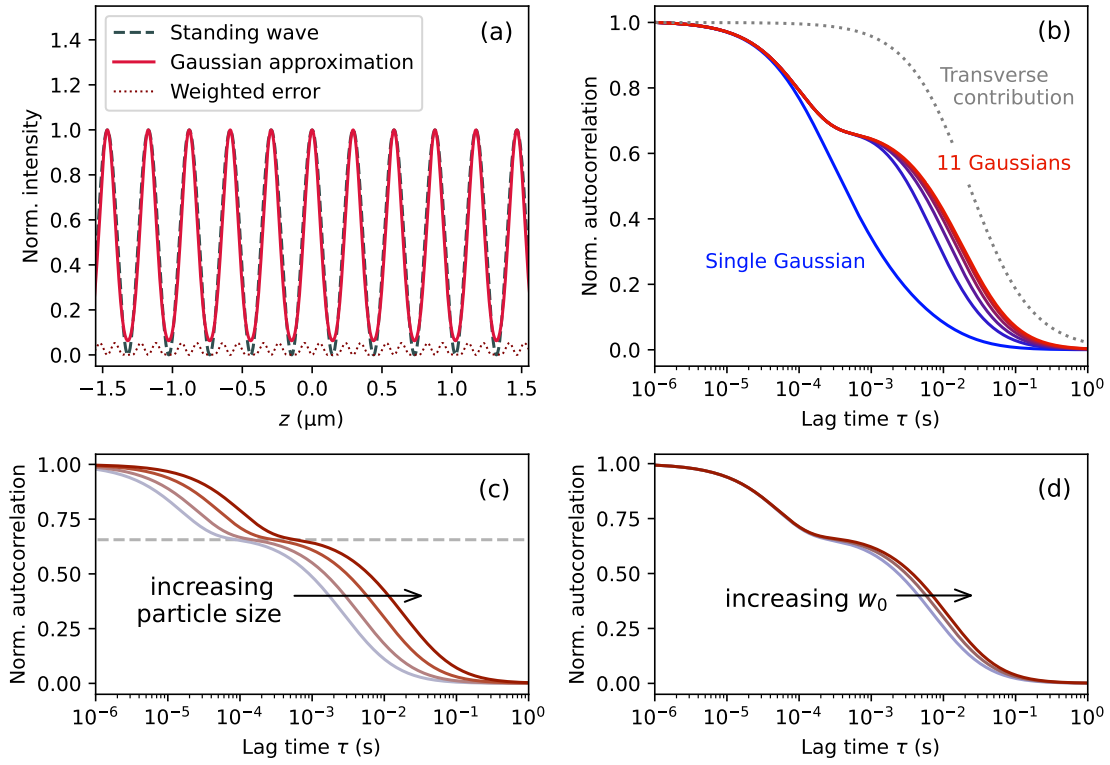 (a)
Standing wave
Gaussian approximation
Weighted error
Norm. intensity
1.4
1.2
1.0
0.8
0.6
0.4
0.2
0.0
−1.5 −1.0 −0.5 0.0 0.5 1.0 1.5
z (μm)
(b)
Transverse
contribution
11 Gaussians
Single Gaussian
Norm. autocorrelation
1.0
0.8
0.6
0.4
0.2
0.0
10⁻⁶ 10⁻⁵ 10⁻⁴ 10⁻³ 10⁻² 10⁻¹ 10⁰
Lag time τ (s)
(c)
increasing
particle size
Norm. autocorrelation
1.00
0.75
0.50
0.25
0.00
10⁻⁶ 10⁻⁵ 10⁻⁴ 10⁻³ 10⁻² 10⁻¹ 10⁰
Lag time τ (s)
(d)
increasing w₀
Norm. autocorrelation
1.00
0.75
0.50
0.25
0.00
10⁻⁶ 10⁻⁵ 10⁻⁴ 10⁻³ 10⁻² 10⁻¹ 10⁰
Lag time τ (s)